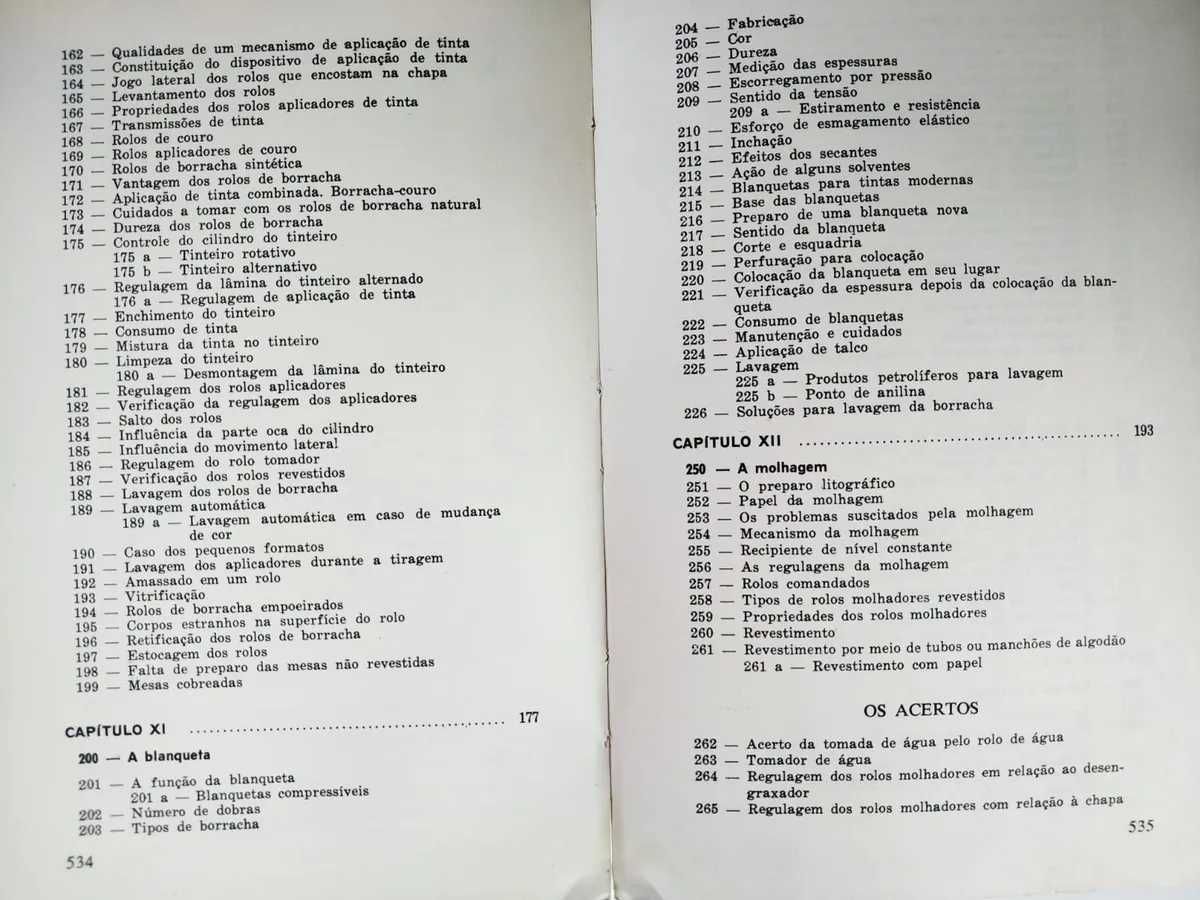 162 — Qualidades de um mecanismo de aplicação de tinta
163 — Constituição do dispositivo de aplicação de tinta
164 — Jogo lateral dos rolos que encostam na chapa
165 — Levantamento dos rolos
166 — Propriedades dos rolos aplicadores de tinta
167 — Transmissões de tinta
168 — Rolos de couro
169 — Rolos aplicadores de couro
170 — Rolos de borracha sintética
171 — Vantagem dos rolos de borracha
172 — Aplicação de tinta combinada. Borracha-couro
173 — Cuidados a tomar com os rolos de borracha natural
174 — Dureza dos rolos de borracha
175 — Controle do cilindro do tinteiro
175 a — Tinteiro rotativo
175 b — Tinteiro alternativo
176 — Regulagem da lâmina do tinteiro alternado
176 a — Regulagem de aplicação de tinta
177 — Enchimento do tinteiro
178 — Consumo de tinta
179 — Mistura da tinta no tinteiro
180 — Limpeza do tinteiro
180 a — Desmontagem da lâmina do tinteiro
181 — Regulagem dos rolos aplicadores
182 — Verificação da regulagem dos aplicadores
183 — Salto dos rolos
184 — Influência da parte oca do cilindro
185 — Influência do movimento lateral
186 — Regulagem do rolo tomador
187 — Verificação dos rolos revestidos
188 — Lavagem dos rolos de borracha
189 — Lavagem automática
189 a — Lavagem automática em caso de mudança
de cor
190 — Caso dos pequenos formatos
191 — Lavagem dos aplicadores durante a tiragem
192 — Amassado em um rolo
193 — Vitrificação
194 — Rolos de borracha empoeirados
195 — Corpos estranhos na superfície do rolo
196 — Retificação dos rolos de borracha
197 — Estocagem dos rolos
198 — Falta de preparo das mesas não revestidas
199 — Mesas cobreadas
CAPÍTULO XI ........................................ 177
200 — A blanqueta
201 — A função da blanqueta
201 a — Blanquetas compressíveis
202 — Número de dobras
203 — Tipos de borracha
534
204 — Fabricação
205 — Cor
206 — Dureza
207 — Medição das espessuras
208 — Escorregamento por pressão
209 — Sentido da tensão
209 a — Estiramento e resistência
210 — Esforço de esmagamento elástico
211 — Inchação
212 — Efeitos dos secantes
213 — Ação de alguns solventes
214 — Blanquetas para tintas modernas
215 — Base das blanquetas
216 — Preparo de uma blanqueta nova
217 — Sentido da blanqueta
218 — Corte e esquadria
219 — Perfuração para colocação
220 — Colocação da blanqueta em seu lugar
221 — Verificação da espessura depois da colocação da blan-
queta
222 — Consumo de blanquetas
223 — Manutenção e cuidados
224 — Aplicação de talco
225 — Lavagem
225 a — Produtos petrolíferos para lavagem
225 b — Ponto de anilina
226 — Soluções para lavagem da borracha
CAPÍTULO XII ........................................ 193
250 — A molhagem
251 — O preparo litográfico
252 — Papel da molhagem
253 — Os problemas suscitados pela molhagem
254 — Mecanismo da molhagem
255 — Recipiente de nível constante
256 — As regulagens da molhagem
257 — Rolos comandados
258 — Tipos de rolos molhadores revestidos
259 — Propriedades dos rolos molhadores
260 — Revestimento
261 — Revestimento por meio de tubos ou manchões de algodão
261 a — Revestimento com papel
OS ACERTOS
262 — Acerto da tomada de água pelo rolo de água
263 — Tomador de água
264 — Regulagem dos rolos molhadores em relação ao desen-
graxador
265 — Regulagem dos rolos molhadores com relação à chapa
535